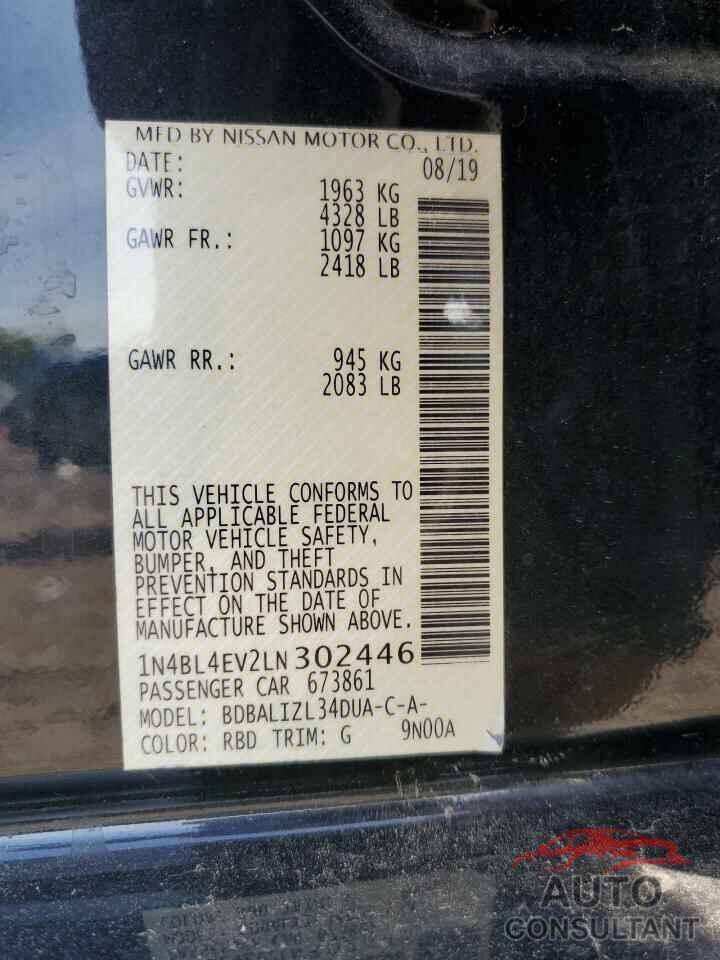 MFD BY NISSAN MOTOR CO., LTD.
DATE: 08/19
GVWR: 1963 KG
4328 LB
GAWR FR.: 1097 KG
2418 LB
GAWR RR.: 945 KG
2083 LB
THIS VEHICLE CONFORMS TO
ALL APPLICABLE FEDERAL
MOTOR VEHICLE SAFETY,
BUMPER, AND THEFT
PREVENTION STANDARDS IN
EFFECT ON THE DATE OF
MANUFACTURE SHOWN ABOVE.
1N4BL4EV2LN302446
PASSENGER CAR 673861
MODEL: BDBALIZL34DUA-C-A-
COLOR: RBD TRIM: G 9N00A
AUTO
CONSULTANT